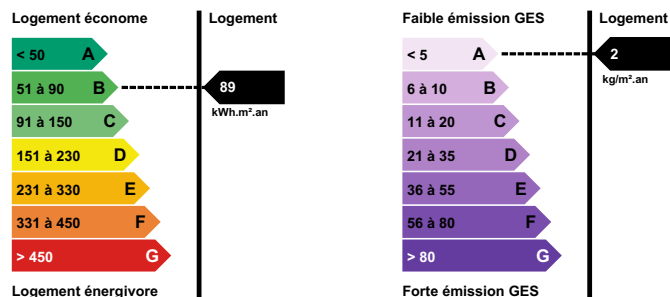 Logement économe
Logement
< 50 A
51 à 90 B
89
kWh.m².an
91 à 150 C
151 à 230 D
231 à 330 E
331 à 450 F
> 450 G
Logement énergivore
Faible émission GES
Logement
< 5 A
2
kg/m².an
6 à 10 B
11 à 20 C
21 à 35 D
36 à 55 E
56 à 80 F
> 80 G
Forte émission GES